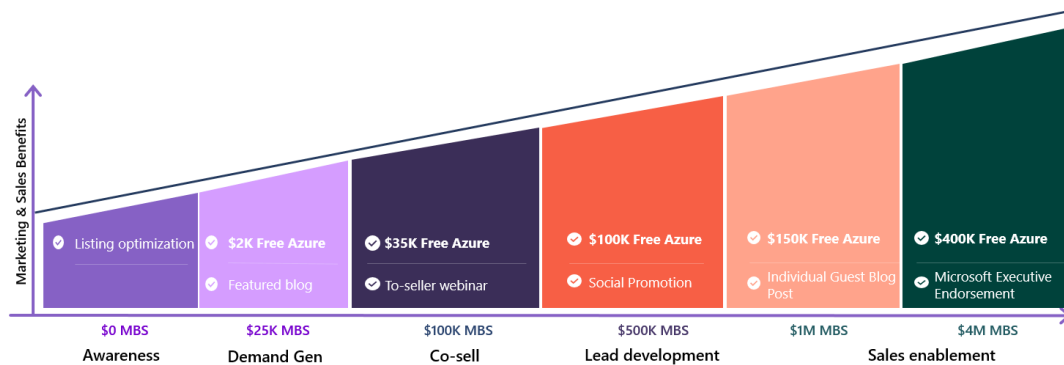 Marketing & Sales Benefits
Listing optimization
$2K Free Azure
Featured blog
$35K Free Azure
To-seller webinar
$100K Free Azure
Social Promotion
$150K Free Azure
Individual Guest Blog
Post
$400K Free Azure
Microsoft Executive
Endorsement
$0 MBS
$25K MBS
$100K MBS
$500K MBS
$1M MBS
$4M MBS
Awareness
Demand Gen
Co-sell
Lead development
Sales enablement